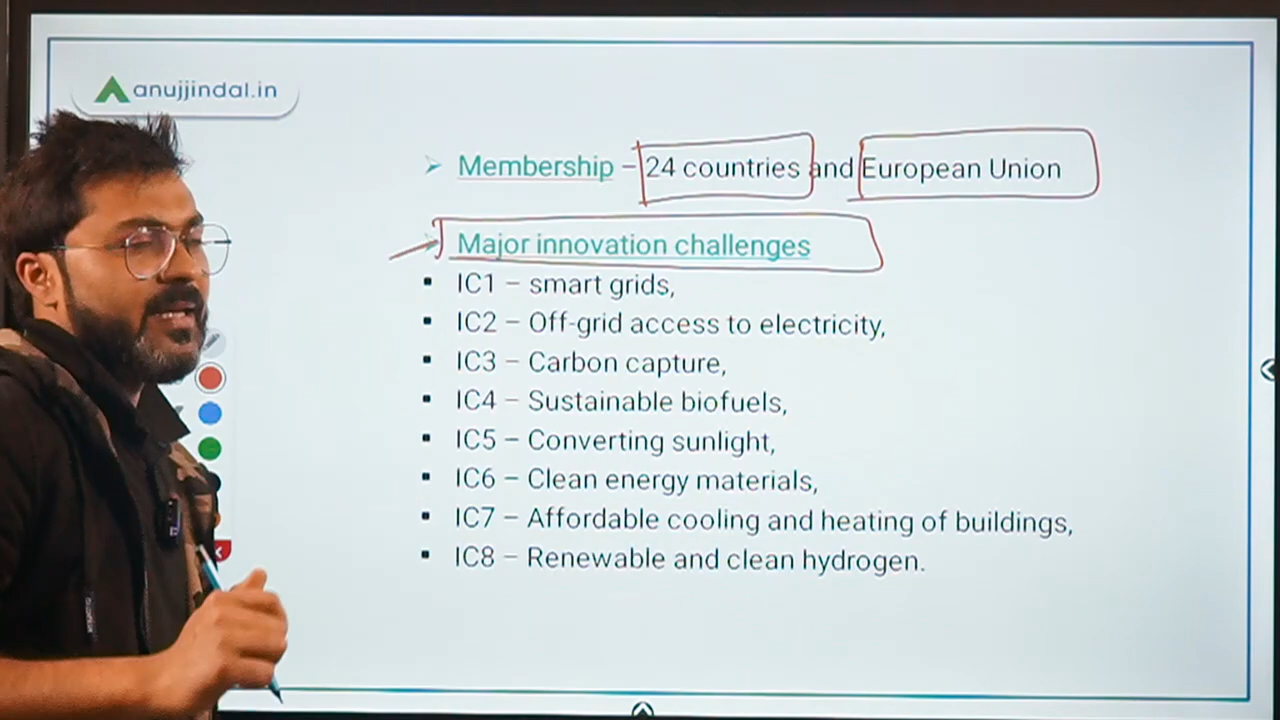 anujjindal.in
➢ Membership – 24 countries and European Union
Major innovation challenges
▪ IC1 – smart grids,
▪ IC2 – Off-grid access to electricity,
▪ IC3 – Carbon capture,
▪ IC4 – Sustainable biofuels,
▪ IC5 – Converting sunlight,
▪ IC6 – Clean energy materials,
▪ IC7 – Affordable cooling and heating of buildings,
▪ IC8 – Renewable and clean hydrogen.